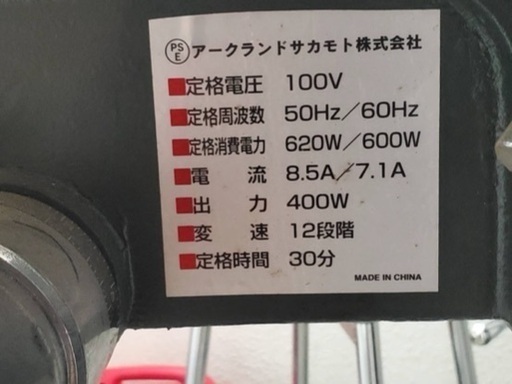 PSE アークランドサカモト株式会社
■定格電圧 100V
■定格周波数 50Hz／60Hz
■定格消費電力 620W／600W
■電 流 8.5A／7.1A
■出 力 400W
■変 速 12段階
■定格時間 30分
MADE IN CHINA